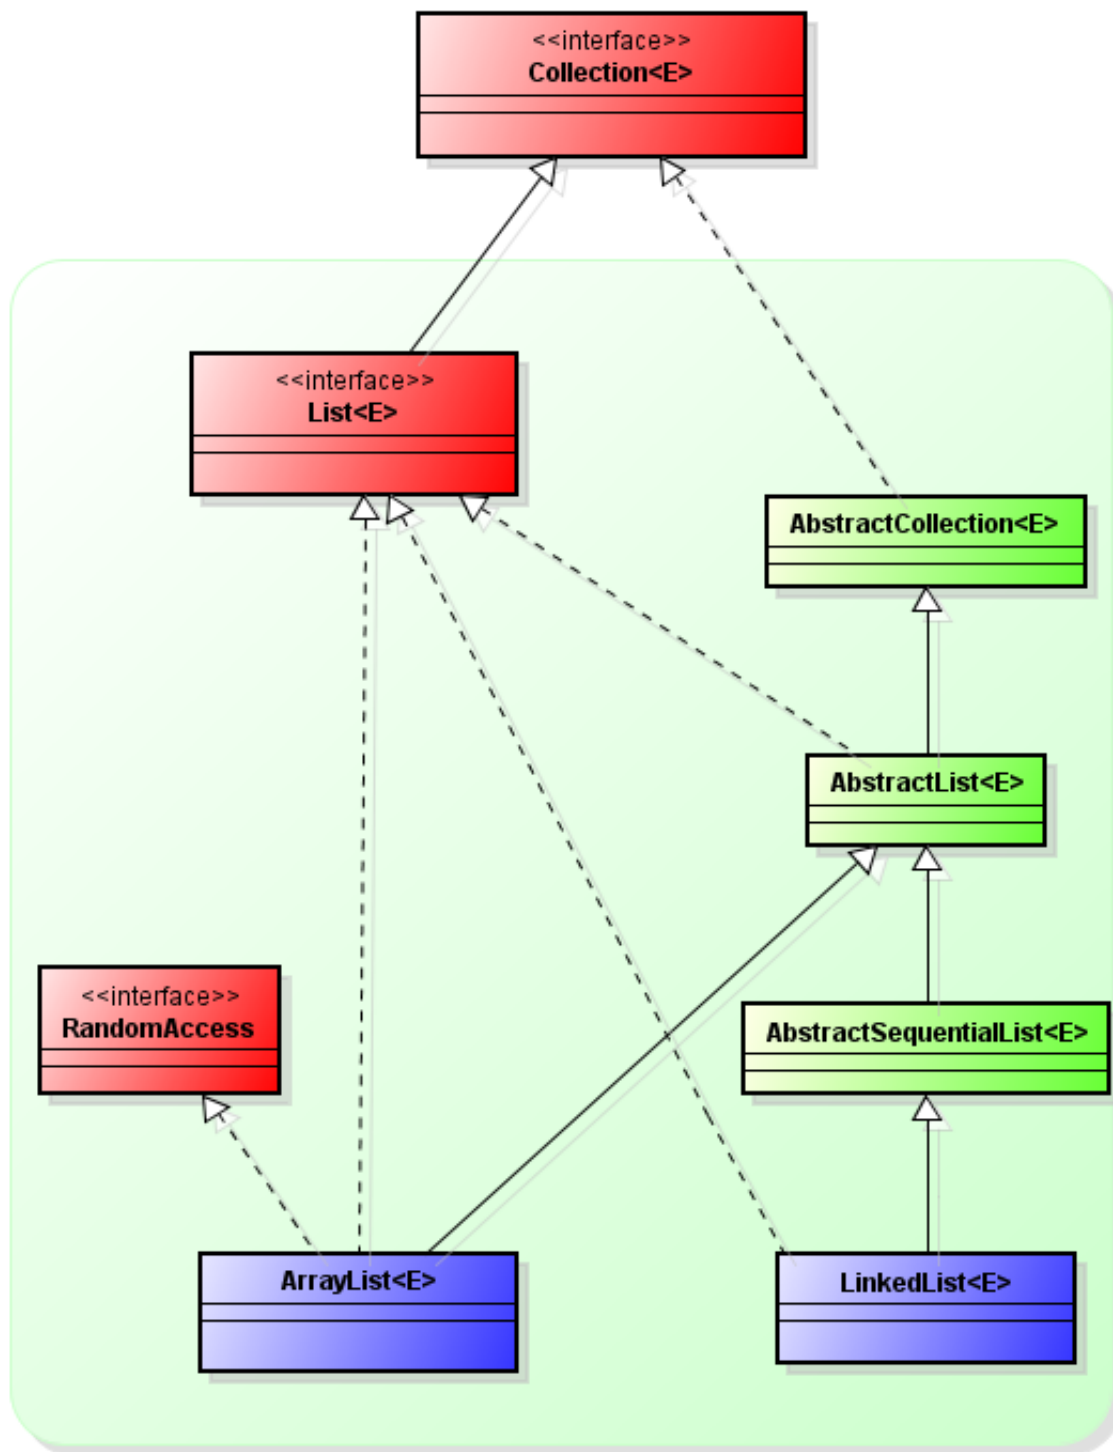 <<interface>>
Collection<E>
<<interface>>
List<E>
AbstractCollection<E>
AbstractList<E>
<<interface>>
RandomAccess
AbstractSequentialList<E>
ArrayList<E>
LinkedList<E>